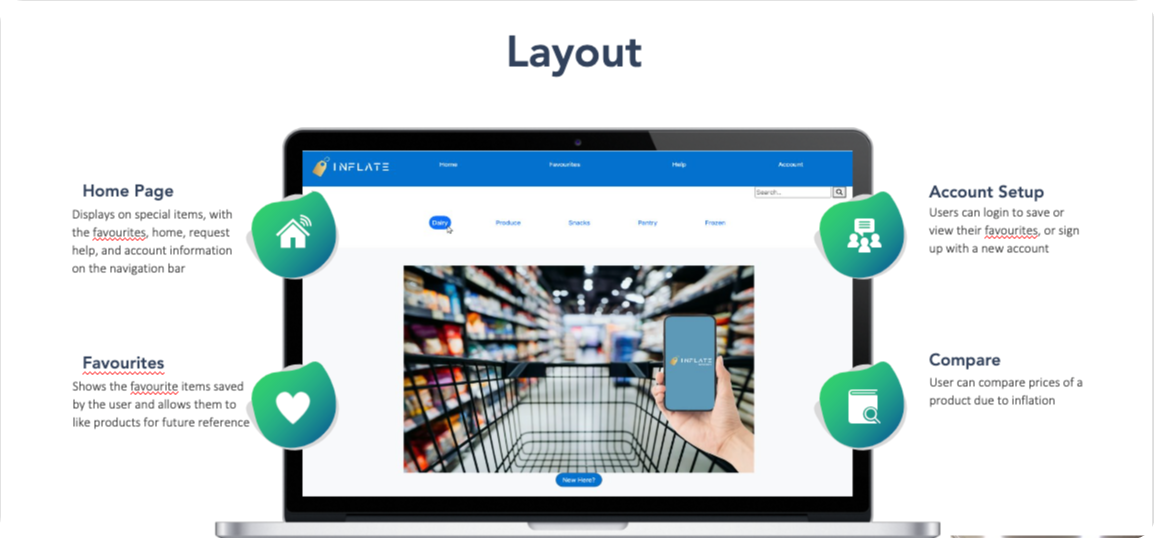 Layout
INFLATE
Home
Favourites
Help
Account
Search...
Dairy
Produce
Snacks
Pantry
Frozen
Home Page
Displays on special items, with
the favourites, home, request
help, and account information
on the navigation bar
Account Setup
Users can login to save or
view their favourites, or sign
up with a new account
INFLATE
Favourites
Shows the favourite items saved
by the user and allows them to
like products for future reference
Compare
User can compare prices of a
product due to inflation
New Here?